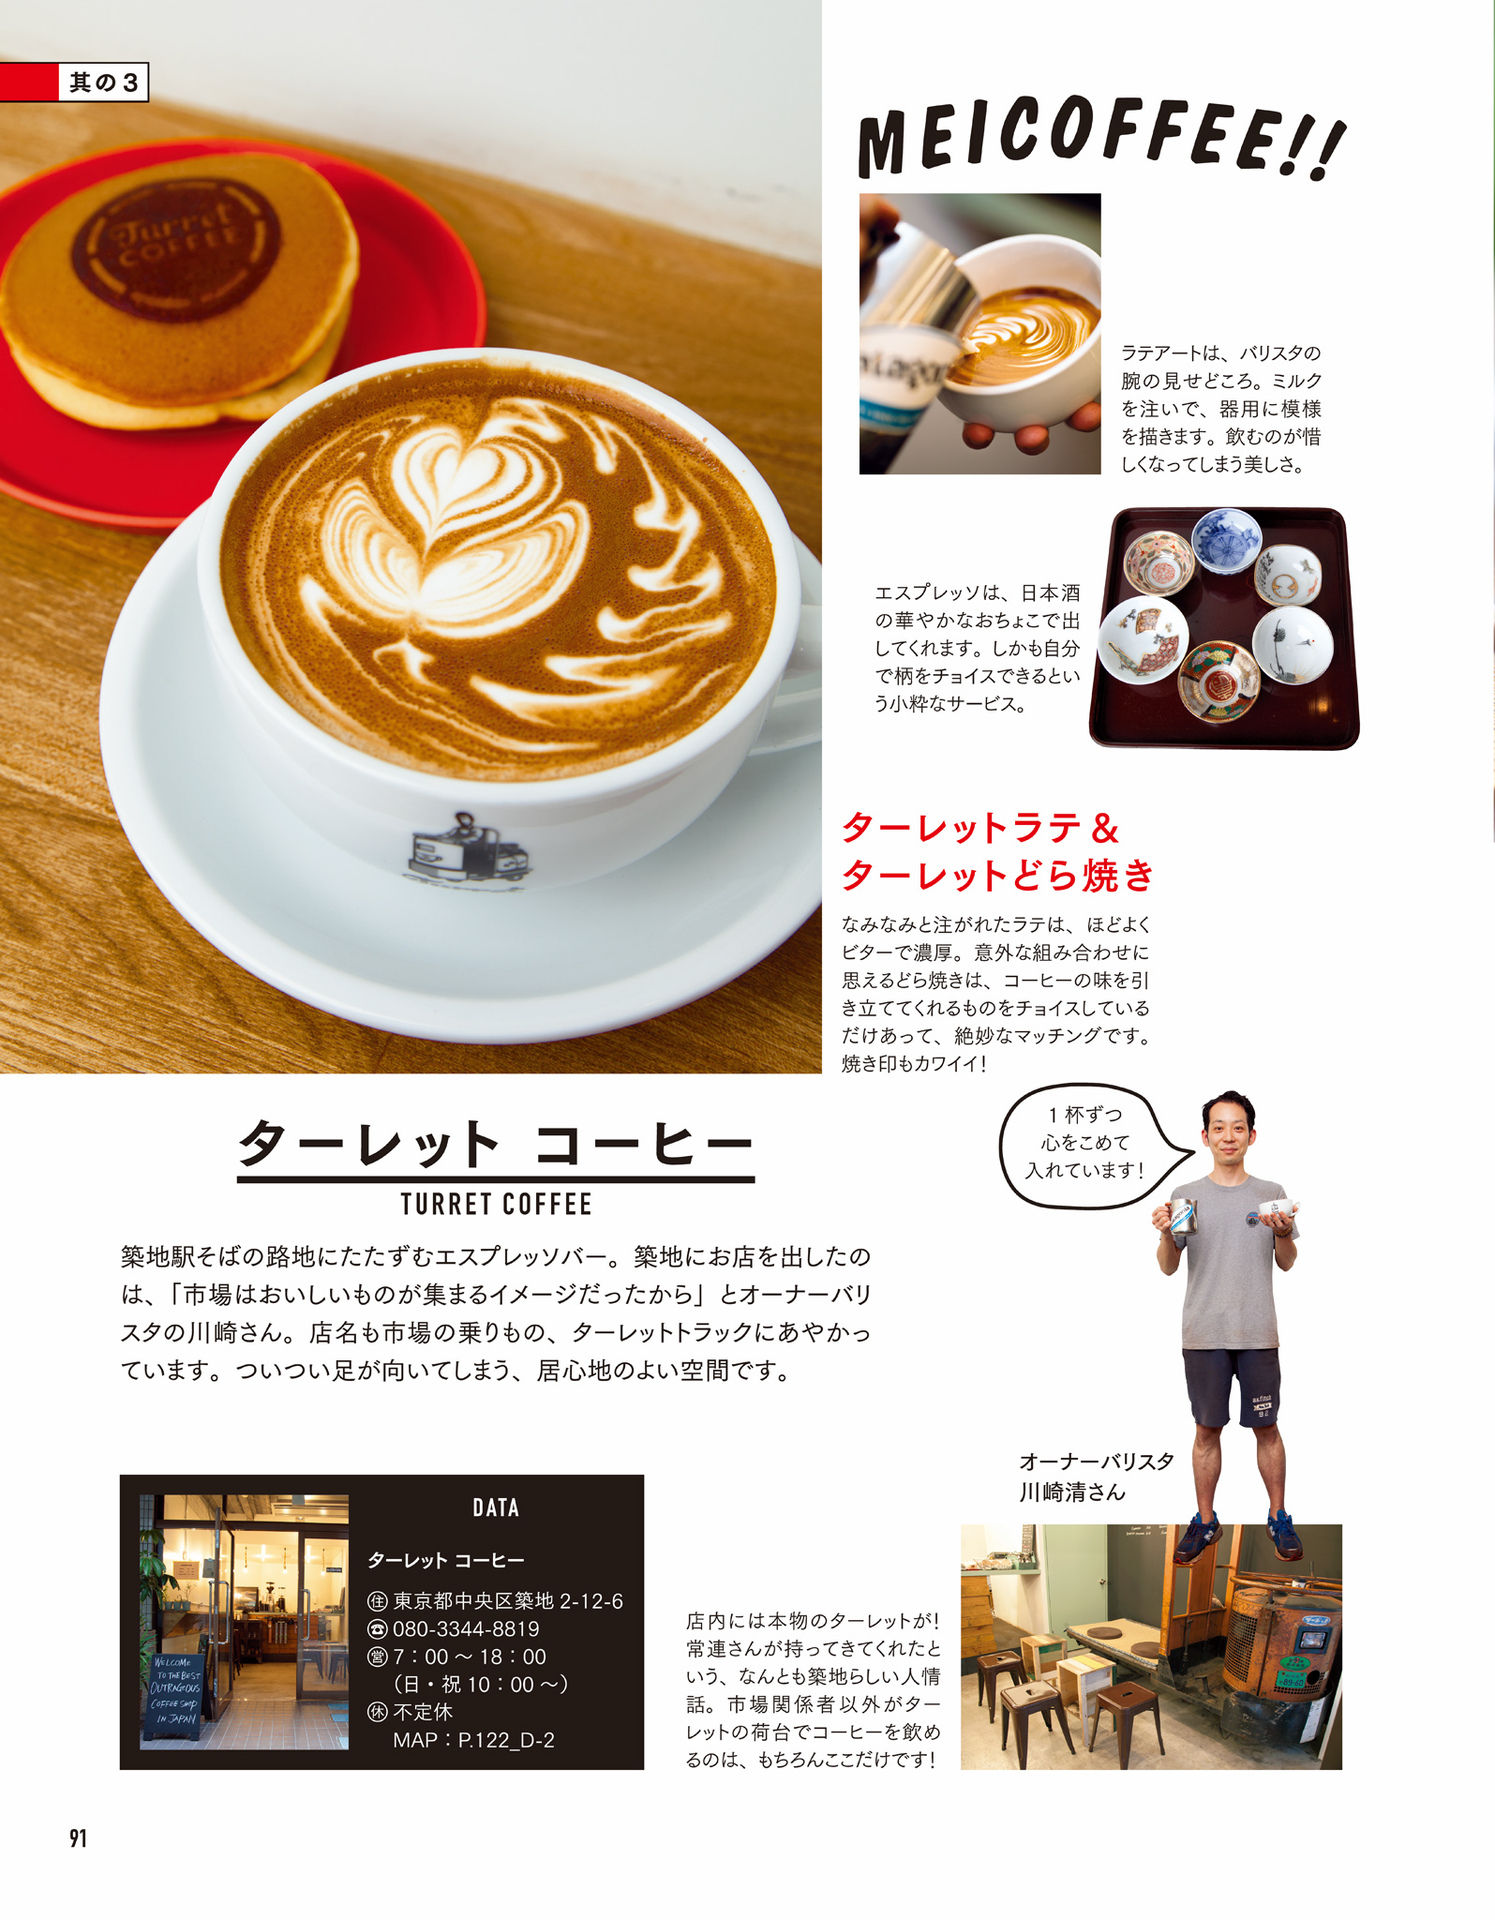 其の3
MEICOFFEE!!
Turret
COFFEE
ラテアートは、バリスタの
腕の見せどころ。ミルク
を注いで、器用に模様
を描きます。飲むのが惜
しくなってしまう美しさ。
エスプレッソは、日本酒
の華やかなおちょこで出
してくれます。しかも自分
で柄をチョイスできるとい
う小粋なサービス。
ターレットラテ&
ターレットどら焼き
なみなみと注がれたラテは、ほどよく
ビターで濃厚。意外な組み合わせに
思えるどら焼きは、コーヒーの味を引
き立ててくれるものをチョイスしている
だけあって、絶妙なマッチングです。
焼き印もカワイイ!
1杯ずつ
心をこめて
入れています!
ターレット コーヒー
TURRET COFFEE
築地駅そばの路地にたたずむエスプレッソバー。築地にお店を出したの
は、「市場はおいしいものが集まるイメージだったから」とオーナーバリ
スタの川崎さん。店名も市場の乗りもの、ターレットトラックにあやかっ
ています。ついつい足が向いてしまう、居心地のよい空間です。
オーナーバリスタ
川崎清さん
DATA
ターレット コーヒー
㊟東京都中央区築地 2-12-6
☎080-3344-8819
㊡7:00～18:00
(日・祝 10:00～)
休 不定休
MAP:P.122_D-2
WELCOME
TO THE BEST
OUTRAGEOUS
COFFEE SHOP
IN JAPAN
店内には本物のターレットが!
常連さんが持ってきてくれたと
いう、なんとも築地らしい人情
話。市場関係者以外がター
レットの荷台でコーヒーを飲め
るのは、もちろんここだけです!
91